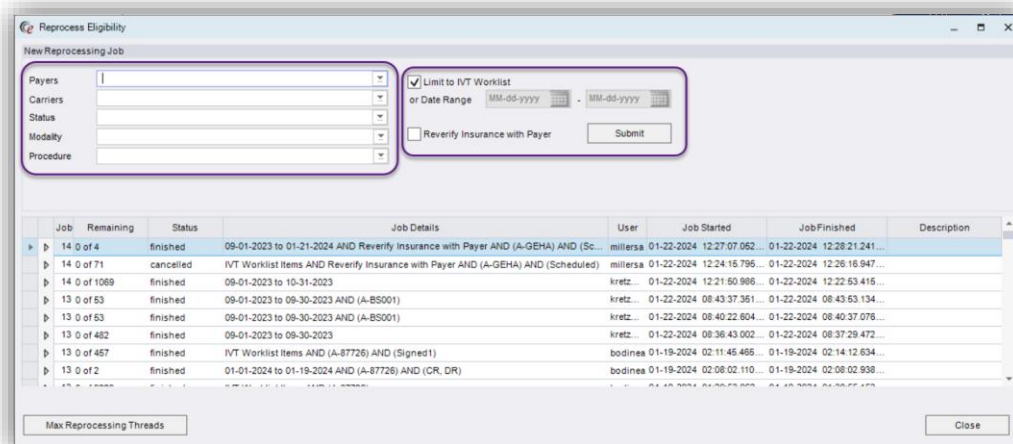 Reprocess Eligibility
New Reprocessing Job
Payers
Carriers
Status
Modality
Procedure
Limit to IVT Worklist
or Date Range MM-dd-yyyy - MM-dd-yyyy
Reverify Insurance with Payer Submit
Job Remaining Status Job Details User Job Started Job Finished Description
14 0 of 4 finished 09-01-2023 to 01-21-2024 AND Reverify Insurance with Payer AND (A-GEHA) AND (Sc... millersa 01-22-2024 12:27:07.052... 01-22-2024 12:28:21.241...
14 0 of 71 cancelled IVT Worklist Items AND Reverify Insurance with Payer AND (A-GEHA) AND (Scheduled) millersa 01-22-2024 12:24:15.795... 01-22-2024 12:26:16.947...
14 0 of 1069 finished 09-01-2023 to 10-31-2023 kretz... 01-22-2024 12:21:50.986... 01-22-2024 12:22:53.415...
13 0 of 53 finished 09-01-2023 to 09-30-2023 AND (A-BS001) kretz... 01-22-2024 08:43:37.351... 01-22-2024 08:43:53.134...
13 0 of 53 finished 09-01-2023 to 09-30-2023 AND (A-BS001) kretz... 01-22-2024 08:40:22.604... 01-22-2024 08:40:37.076...
13 0 of 482 finished 09-01-2023 to 09-30-2023 kretz... 01-22-2024 08:36:43.002... 01-22-2024 08:37:29.472...
13 0 of 457 finished IVT Worklist Items AND (A-87726) AND (Signed1) bodinea 01-19-2024 02:11:45.465... 01-19-2024 02:14:12.634...
13 0 of 2 finished 01-01-2024 to 01-19-2024 AND (A-87726) AND (CR, DR) bodinea 01-19-2024 02:08:02.110... 01-19-2024 02:08:02.938...
Max Reprocessing Threads Close